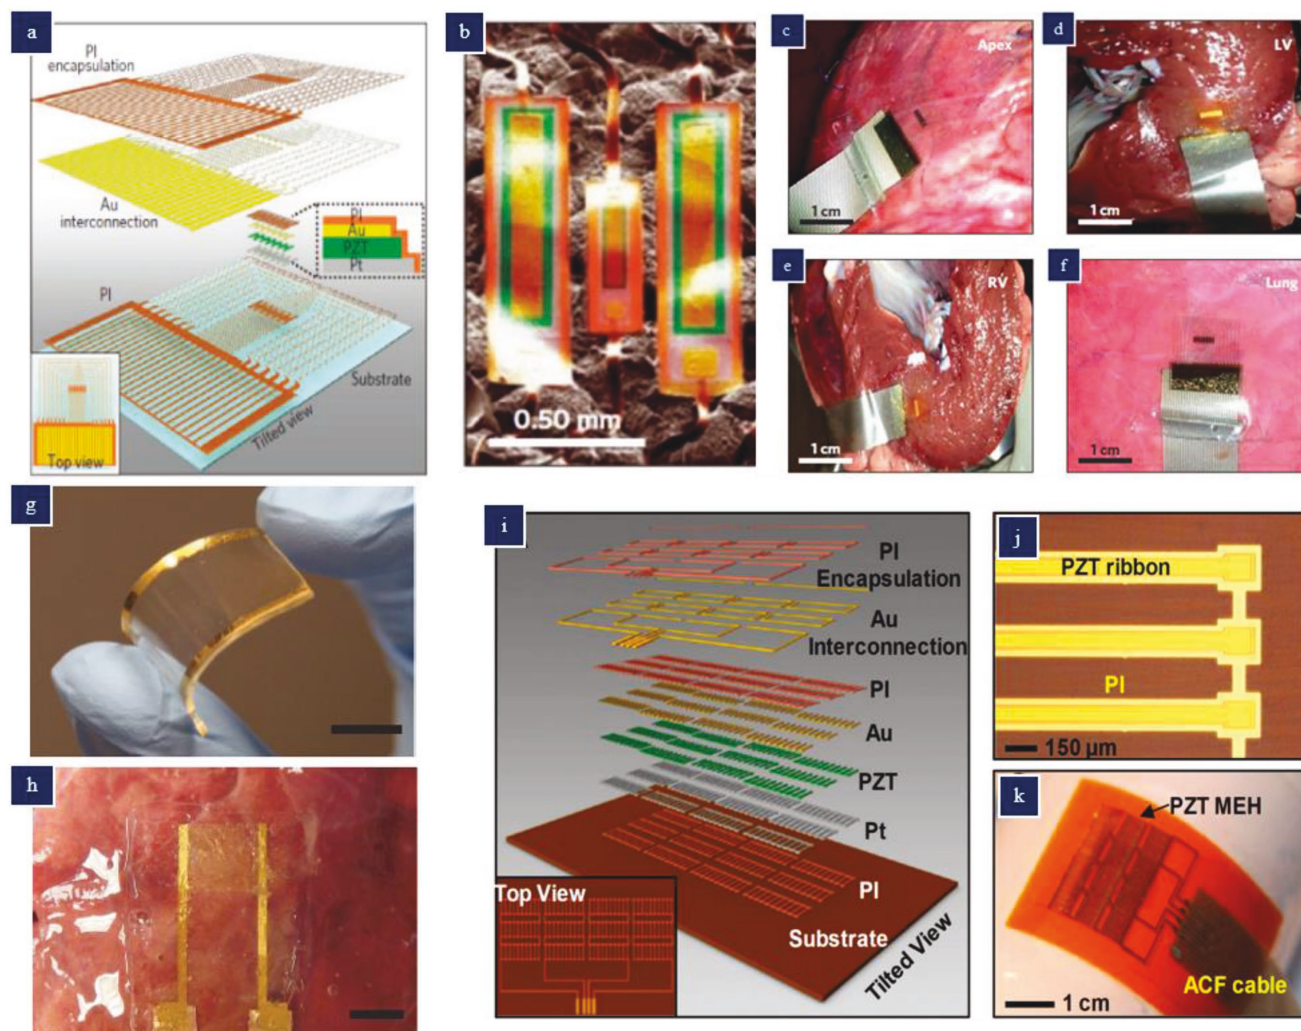 a
PI
encapsulation
Au
interconnection
PI
Au
PZT
Pt
PI
Substrate
Tilted view
Top view
b
0.50 mm
c
Apex
1 cm
d
LV
1 cm
e
RV
1 cm
f
Lung
1 cm
g
h
i
PI
Encapsulation
Au
Interconnection
PI
Au
PZT
Pt
PI
Substrate
Tilted View
Top View
j
PZT ribbon
PI
150 μm
k
PZT MEH
ACF cable
1 cm